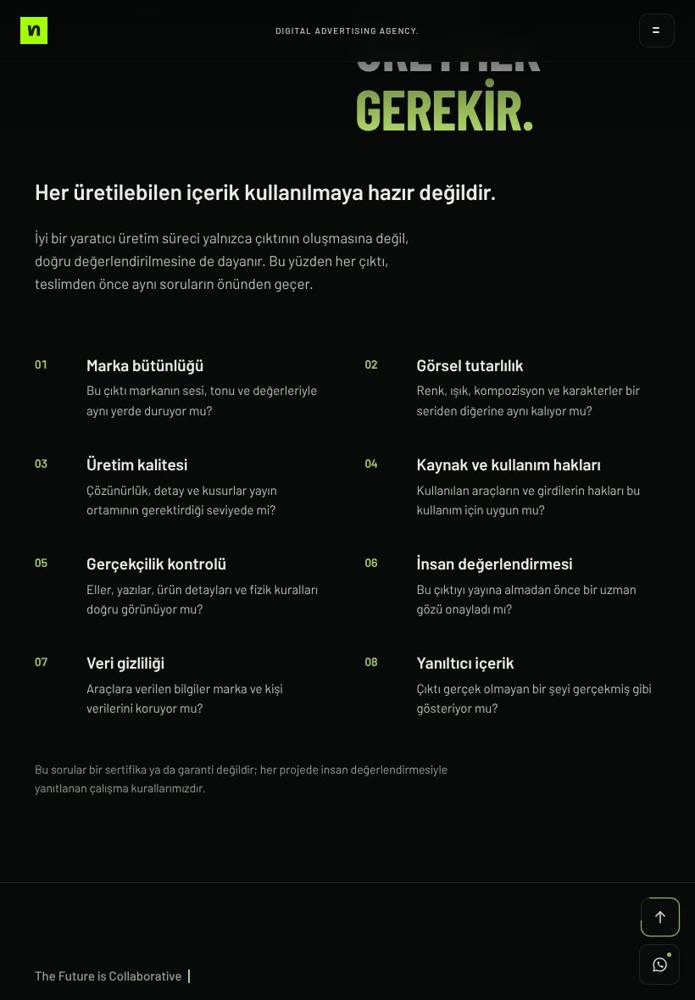 DIGITAL ADVERTISING AGENCY.
GEREKİR.
Her üretilebilen içerik kullanılmaya hazır değildir.
İyi bir yaratıcı üretim süreci yalnızca çıktının oluşmasına değil,
doğru değerlendirilmesine de dayanır. Bu yüzden her çıktı,
teslimden önce aynı soruların önünden geçer.
01
Marka bütünlüğü
Bu çıktı markanın sesi, tonu ve değerleriyle
aynı yerde duruyor mu?
02
Görsel tutarlılık
Renk, ışık, kompozisyon ve karakterler bir
seriden diğerine aynı kalıyor mu?
03
Üretim kalitesi
Çözünürlük, detay ve kusurlar yayın
ortamının gerektirdiği seviyede mi?
04
Kaynak ve kullanım hakları
Kullanılan araçların ve girdilerin hakları bu
kullanım için uygun mu?
05
Gerçekçilik kontrolü
Eller, yazılar, ürün detayları ve fizik kuralları
doğru görünüyor mu?
06
İnsan değerlendirmesi
Bu çıktıyı yayına almadan önce bir uzman
gözü onayladı mı?
07
Veri gizliliği
Araçlara verilen bilgiler marka ve kişi
verilerini koruyor mu?
08
Yanıltıcı içerik
Çıktı gerçek olmayan bir şeyi gerçekmiş gibi
gösteriyor mu?
Bu sorular bir sertifika ya da garanti değildir; her projede insan değerlendirmesiyle
yanıtlanan çalışma kurallarımızdır.
The Future is Collaborative